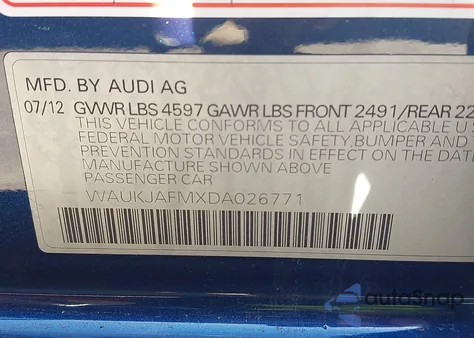 MFD. BY AUDI AG
07/12 GVWR LBS 4597 GAWR LBS FRONT 2491/REAR 22
THIS VEHICLE CONFORMS TO ALL APPLICABLE
FEDERAL MOTOR VEHICLE SAFETY, BUMPER AND
PREVENTION STANDARDS IN EFFECT ON THE DA
MANUFACTURE SHOWN ABOVE
PASSENGER CAR
WAUKJAFMXDA026771
autoSnap